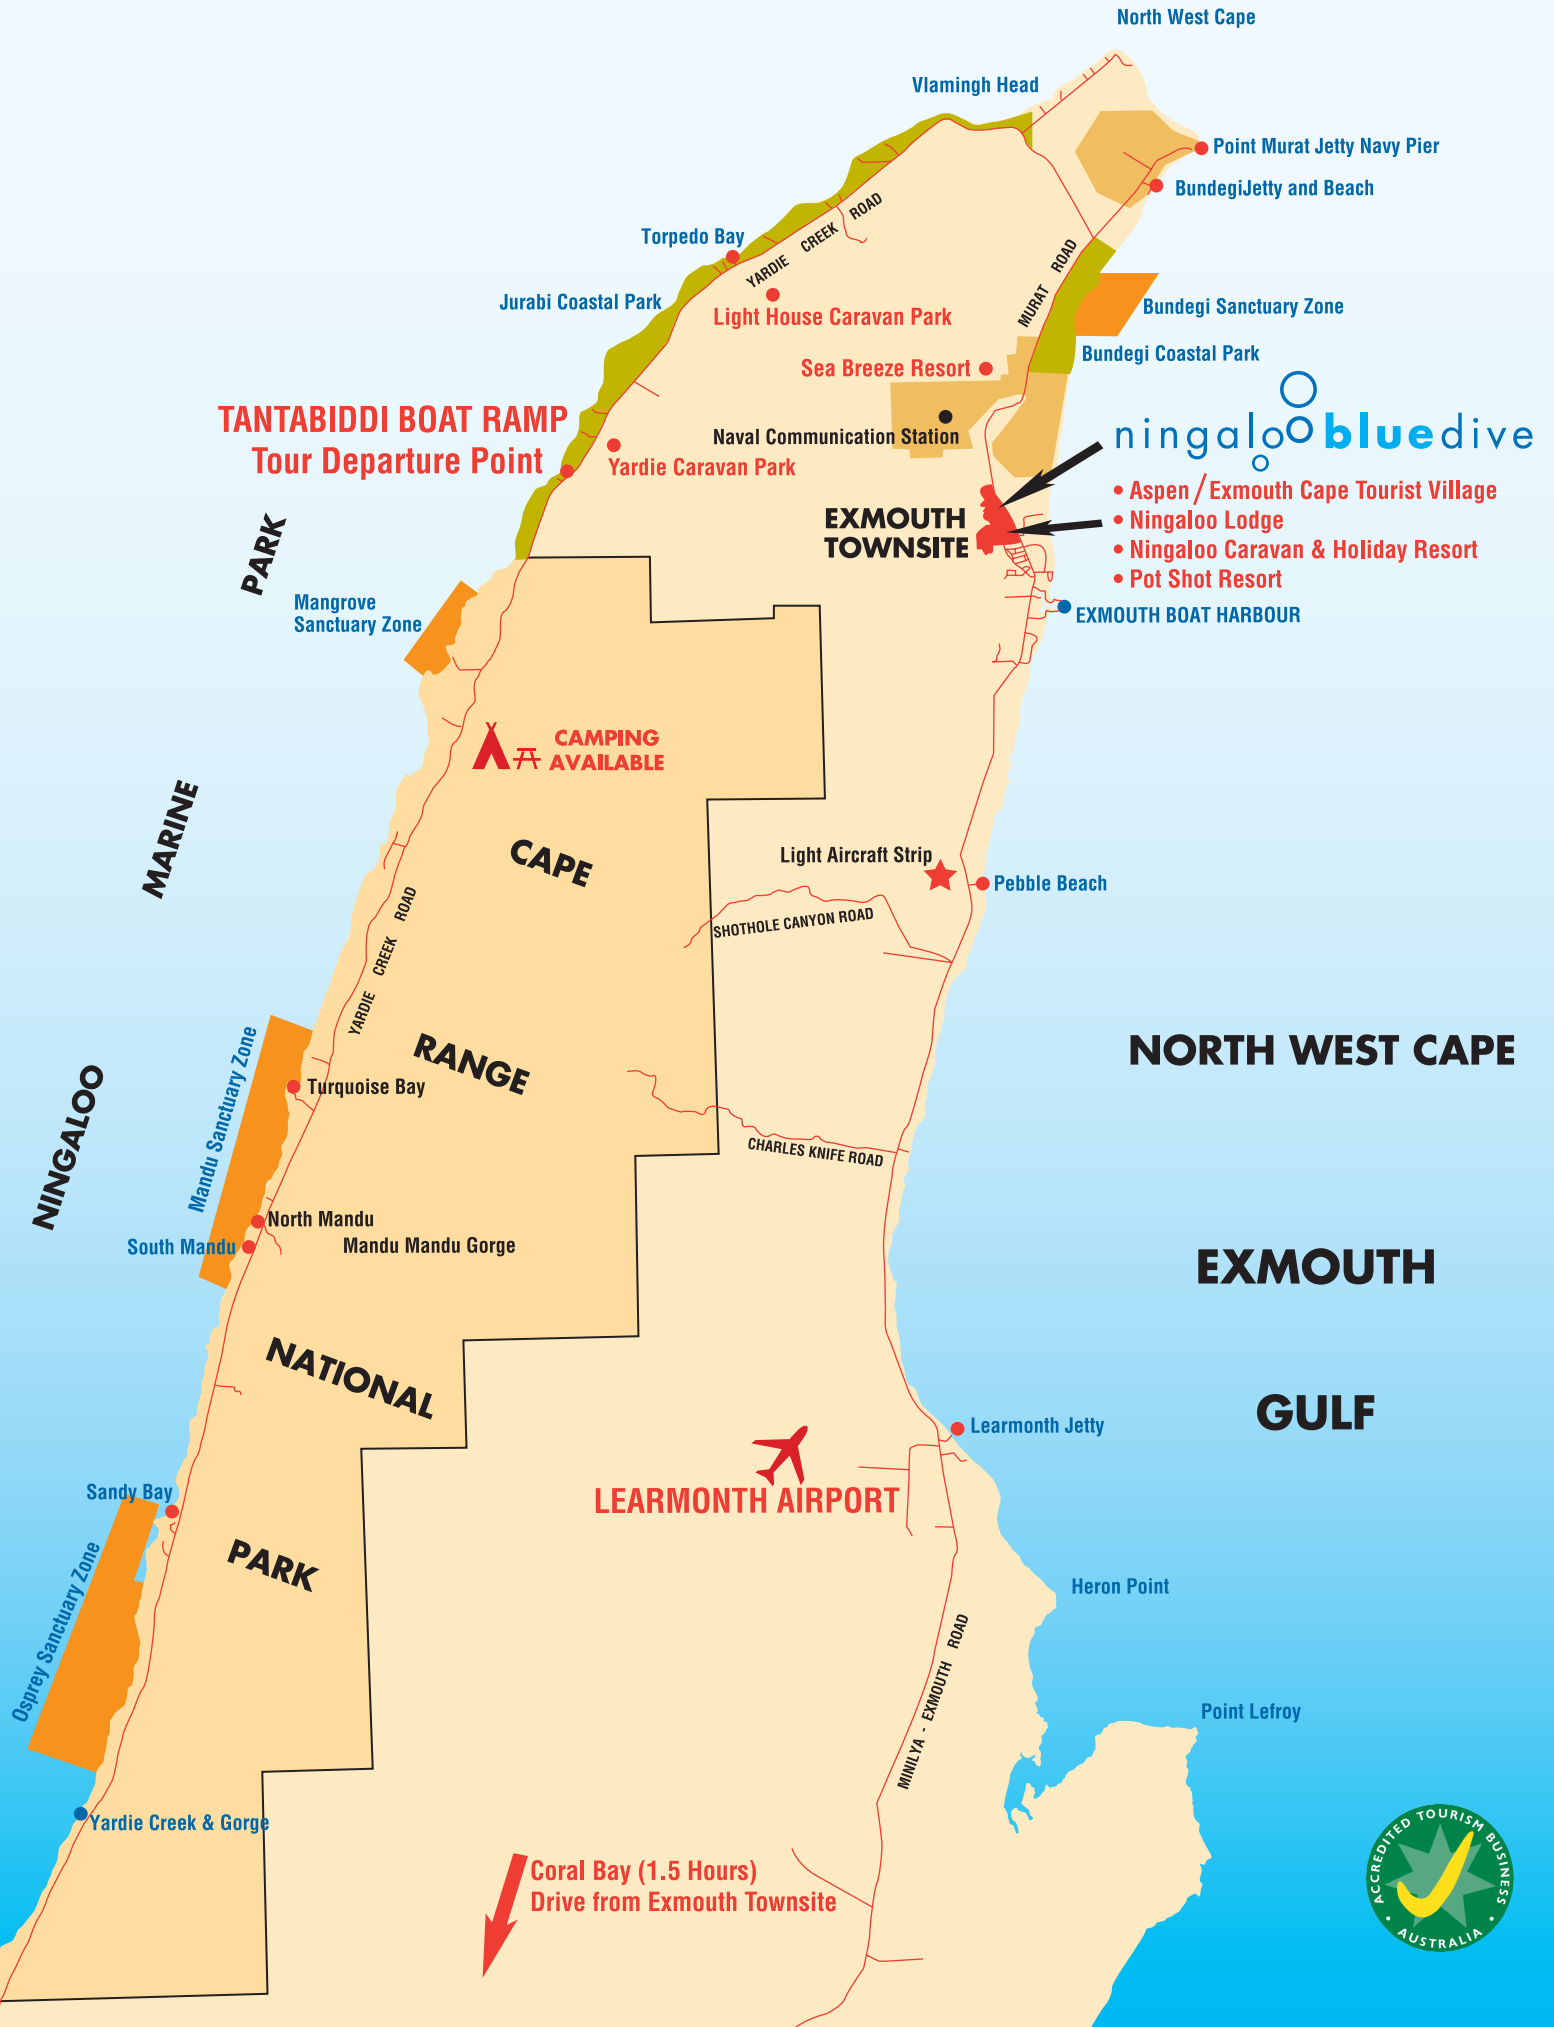 North West Cape
Vlamingh Head
Point Murat Jetty Navy Pier
BundegiJetty and Beach
Torpedo Bay
YARDIE CREEK ROAD
MURAT ROAD
Jurabi Coastal Park
Light House Caravan Park
Bundegi Sanctuary Zone
Bundegi Coastal Park
Sea Breeze Resort
TANTABIDDI BOAT RAMP
Tour Departure Point
Naval Communication Station
ningaloo bluedive
Yardie Caravan Park
• Aspen/Exmouth Cape Tourist Village
• Ningaloo Lodge
• Ningaloo Caravan & Holiday Resort
• Pot Shot Resort
EXMOUTH
TOWNSITE
EXMOUTH BOAT HARBOUR
Mangrove
Sanctuary Zone
NINGALOO MARINE PARK
CAMPING
AVAILABLE
Light Aircraft Strip
Pebble Beach
SHOTHOLE CANYON ROAD
YARDIE CREEK ROAD
CAPE
RANGE
NATIONAL
PARK
NORTH WEST CAPE
Mandu Sanctuary Zone
Turquoise Bay
CHARLES KNIFE ROAD
North Mandu
South Mandu
Mandu Mandu Gorge
EXMOUTH
GULF
Learmonth Jetty
LEARMONTH AIRPORT
Sandy Bay
Osprey Sanctuary Zone
Heron Point
MINILYA - EXMOUTH ROAD
Point Lefroy
Yardie Creek & Gorge
Coral Bay (1.5 Hours)
Drive from Exmouth Townsite
ACCREDITED TOURISM BUSINESS
• AUSTRALIA •